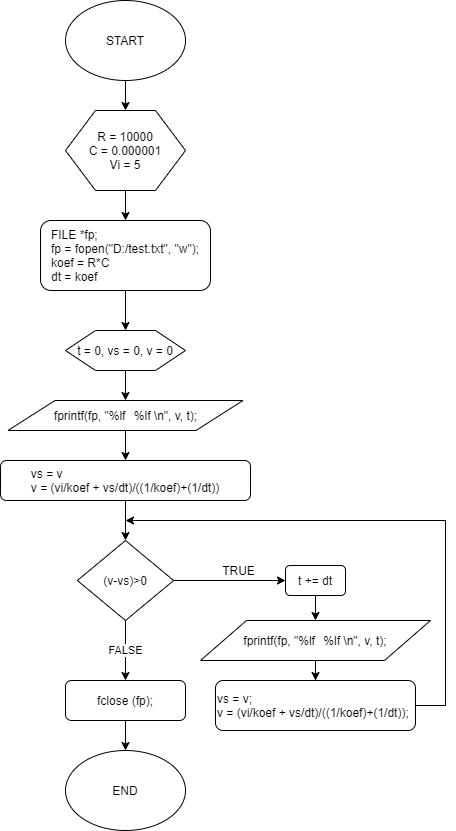 START
R = 10000
C = 0.000001
Vi = 5
FILE *fp;
fp = fopen("D:/test.txt", "w");
koef = R*C
dt = koef
t = 0, vs = 0, v = 0
fprintf(fp, "%lf   %lf \n", v, t);
vs = v
v = (vi/koef + vs/dt)/((1/koef)+(1/dt))
(v-vs)>0
TRUE
t += dt
fprintf(fp, "%lf   %lf \n", v, t);
vs = v;
v = (vi/koef + vs/dt)/((1/koef)+(1/dt));
FALSE
fclose (fp);
END